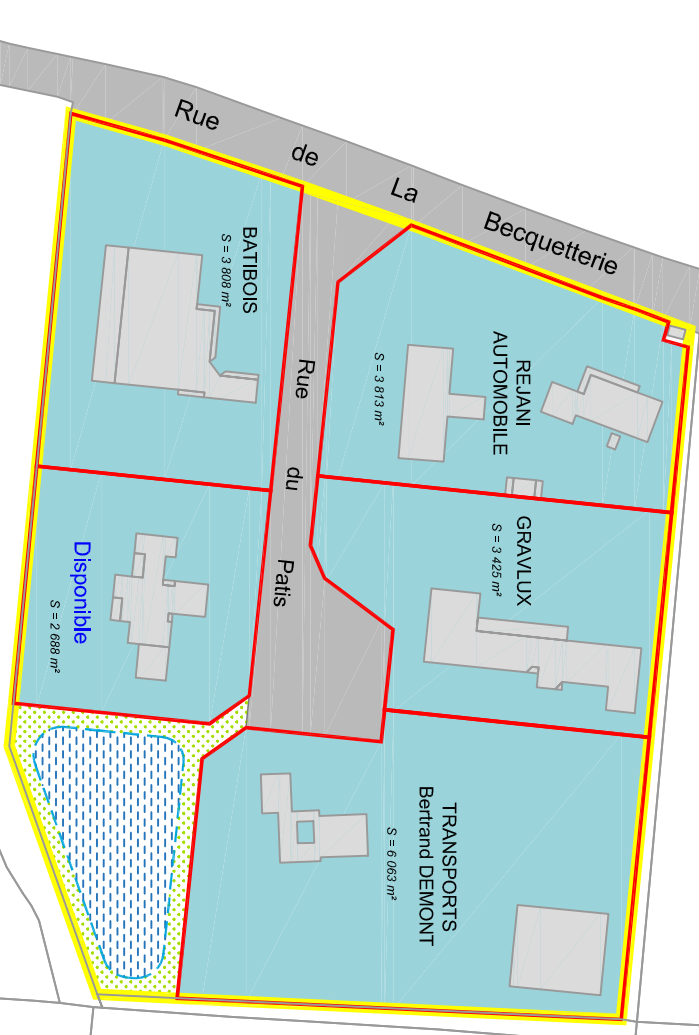 Rue de La Becquetterie
BATIBOIS
S = 3 808 m²
Rue du Patis
REJANI
AUTOMOBILE
S = 3 813 m²
GRAVLUX
S = 3 425 m²
Disponible
S = 2 688 m²
TRANSPORTS
Bertrand DEMONT
S = 6 063 m²